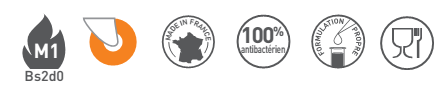 M1
Bs2d0
MADE IN FRANCE
100%
antibactérien
FORMULATION PROPRE